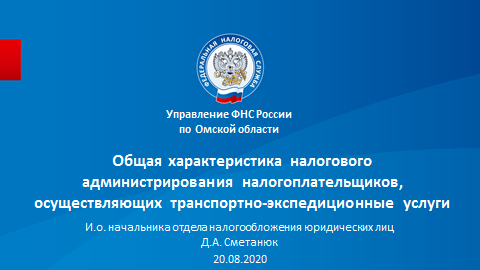 ФЕДЕРАЛЬНАЯ НАЛОГОВАЯ СЛУЖБА
Управление ФНС России
по Омской области
Общая характеристика налогового
администрирования налогоплательщиков,
осуществляющих транспортно-экспедиционные услуги
И.о. начальника отдела налогообложения юридических лиц
Д.А. Сметанюк
20.08.2020